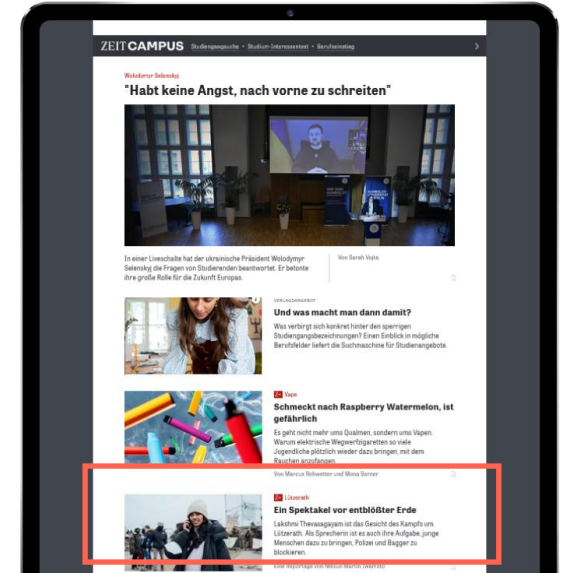 ZEIT CAMPUS Studiengangsuche • Studium-Interessentest • Berufseinstieg
Wolodymyr Selenskyj
"Habt keine Angst, nach vorne zu schreiten"
In einer Liveschalte hat der ukrainische Präsident Wolodymyr
Selenskyj die Fragen von Studierenden beantwortet. Er betonte
ihre große Rolle für die Zukunft Europas.
Von Sarah Vojta
VERLAGSANGEBOT
Und was macht man dann damit?
Was verbirgt sich konkret hinter den sperrigen
Studiengangsbezeichnungen? Einen Einblick in mögliche
Berufsfelder liefert die Suchmaschine für Studienangebote.
Z+ Vape
Schmeckt nach Raspberry Watermelon, ist
gefährlich
Es geht nicht mehr ums Qualmen, sondern ums Vapen.
Warum elektrische Wegwerfzigaretten so viele
Jugendliche plötzlich wieder dazu bringen, mit dem
Rauchen anzufangen.
Von Marcus Rohwetter und Mona Berner
Z+ Lützerath
Ein Spektakel vor entblößter Erde
Lakshmi Thevasagayam ist das Gesicht des Kampfs um
Lützerath. Als Sprecherin ist es auch ihre Aufgabe, junge
Menschen dazu zu bringen, Polizei und Bagger zu
blockieren.
Eine Reportage von